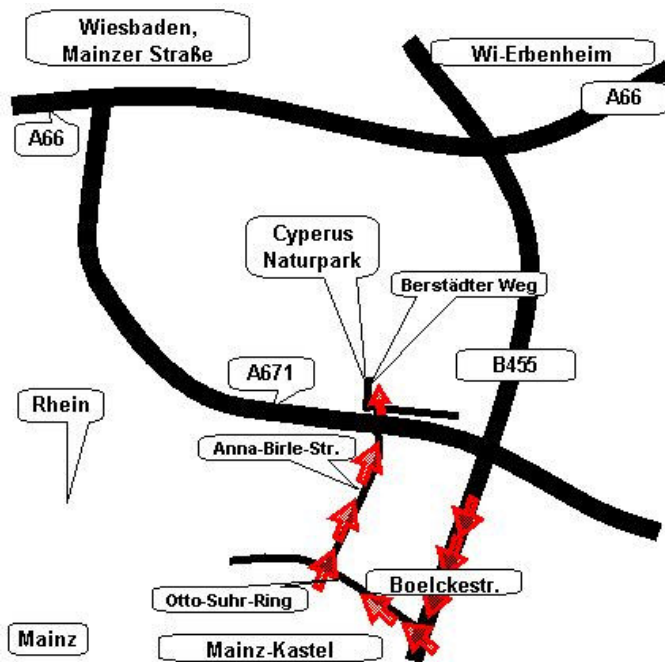 Wiesbaden,
Mainzer Straße
Wi-Erbenheim
A66
A66
Cyperus
Naturpark
Berstädter Weg
B455
A671
Rhein
Anna-Birle-Str.
Boelckestr.
Otto-Suhr-Ring
Mainz
Mainz-Kastel